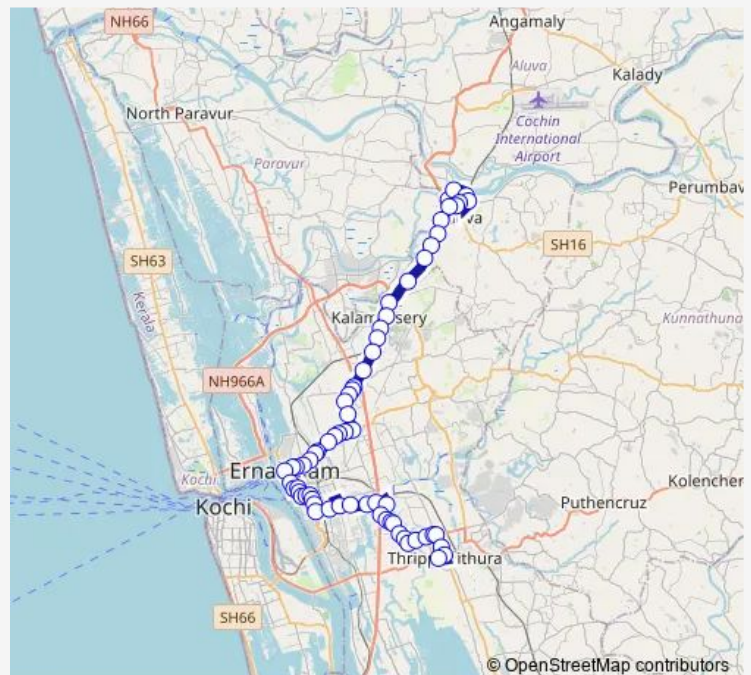 NH66
Angamaly
Aluva
Kalady
North Paravur
Cochin
International
Airport
Paravur
Perumbav
va
SH16
SH63
Kerala
Kunnathuna
NH966A
Kochi
Kolencher
Kochi
Puthencruz
SH66
© OpenStreetMap contributors